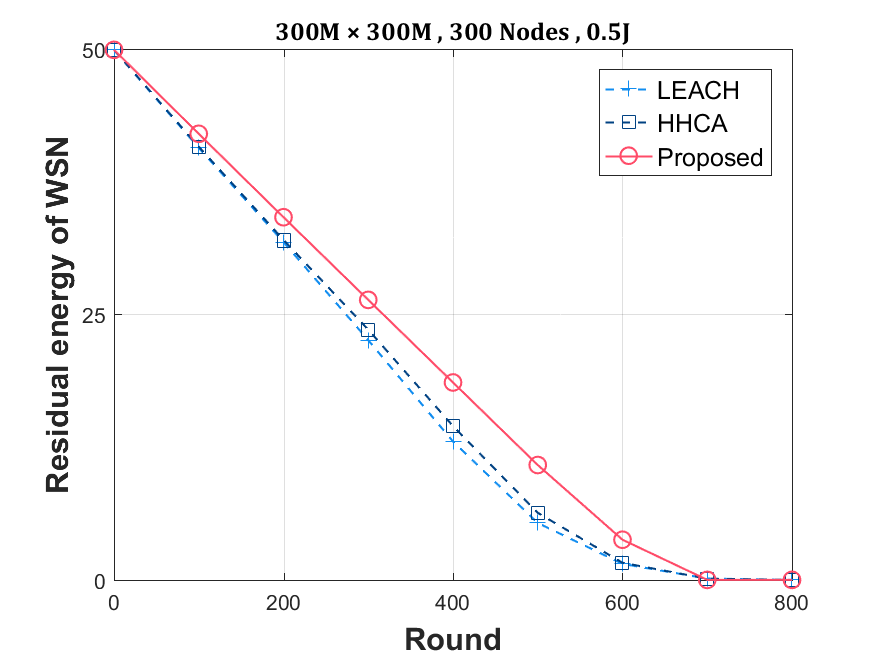 300M × 300M , 300 Nodes , 0.5J
LEACH
HHCA
Proposed
Residual energy of WSN
50
25
0
0 200 400 600 800
Round